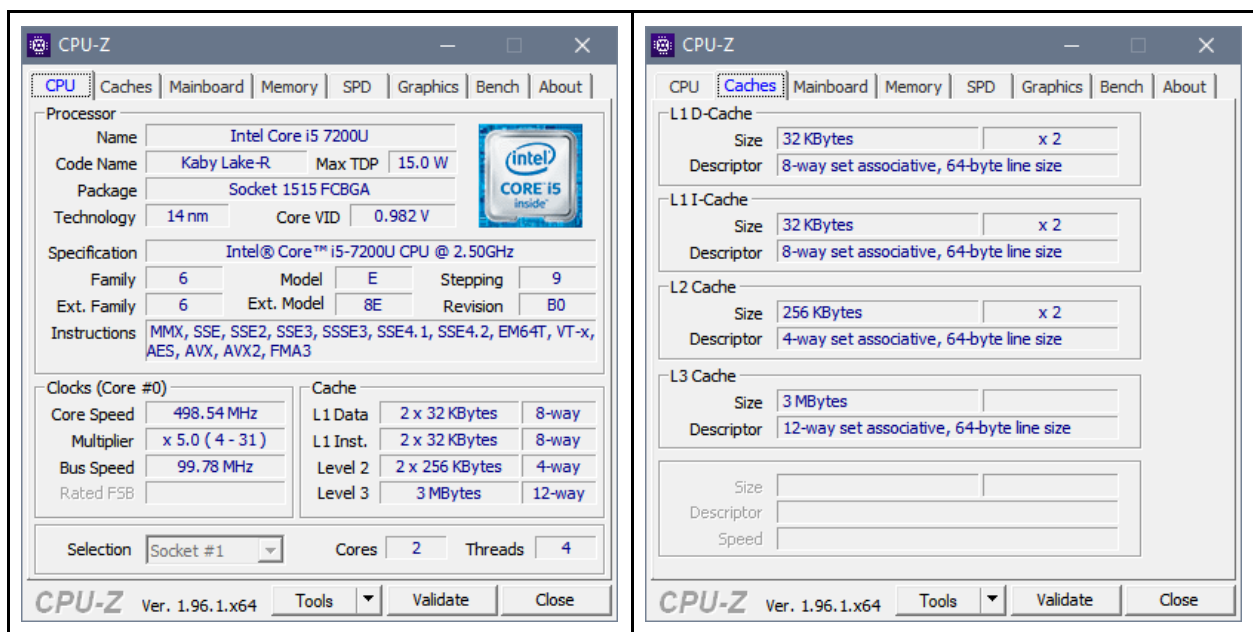 CPU-Z
CPU Caches Mainboard Memory SPD Graphics Bench About
Processor
Name Intel Core i5 7200U
Code Name Kaby Lake-R Max TDP 15.0 W
Package Socket 1515 FCBGA
Technology 14 nm Core VID 0.982 V
intel)
CORE i5
inside™
Specification Intel® Core™ i5-7200U CPU @ 2.50GHz
Family 6 Model E Stepping 9
Ext. Family 6 Ext. Model 8E Revision B0
Instructions MMX, SSE, SSE2, SSE3, SSSE3, SSE4.1, SSE4.2, EM64T, VT-x,
AES, AVX, AVX2, FMA3
Clocks (Core #0)
Core Speed 498.54 MHz
Multiplier x 5.0 ( 4 - 31 )
Bus Speed 99.78 MHz
Rated FSB
Cache
L1 Data 2 x 32 KBytes 8-way
L1 Inst. 2 x 32 KBytes 8-way
Level 2 2 x 256 KBytes 4-way
Level 3 3 MBytes 12-way
Selection Socket #1 Cores 2 Threads 4
CPU-Z Ver. 1.96.1.x64 Tools Validate Close
CPU-Z
CPU Caches Mainboard Memory SPD Graphics Bench About
L1 D-Cache
Size 32 KBytes x 2
Descriptor 8-way set associative, 64-byte line size
L1 I-Cache
Size 32 KBytes x 2
Descriptor 8-way set associative, 64-byte line size
L2 Cache
Size 256 KBytes x 2
Descriptor 4-way set associative, 64-byte line size
L3 Cache
Size 3 MBytes
Descriptor 12-way set associative, 64-byte line size
Size
Descriptor
Speed
CPU-Z Ver. 1.96.1.x64 Tools Validate Close